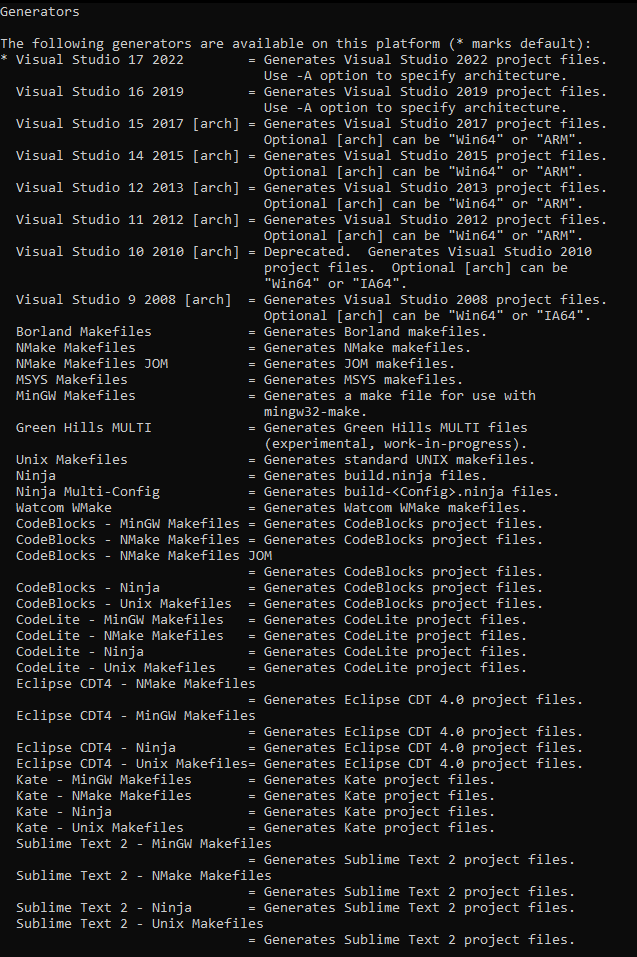 Generators
The following generators are available on this platform (* marks default):
* Visual Studio 17 2022        = Generates Visual Studio 2022 project files.
                                 Use -A option to specify architecture.
  Visual Studio 16 2019        = Generates Visual Studio 2019 project files.
                                 Use -A option to specify architecture.
  Visual Studio 15 2017 [arch] = Generates Visual Studio 2017 project files.
                                 Optional [arch] can be "Win64" or "ARM".
  Visual Studio 14 2015 [arch] = Generates Visual Studio 2015 project files.
                                 Optional [arch] can be "Win64" or "ARM".
  Visual Studio 12 2013 [arch] = Generates Visual Studio 2013 project files.
                                 Optional [arch] can be "Win64" or "ARM".
  Visual Studio 11 2012 [arch] = Generates Visual Studio 2012 project files.
                                 Optional [arch] can be "Win64" or "ARM".
  Visual Studio 10 2010 [arch] = Deprecated.  Generates Visual Studio 2010
                                 project files.  Optional [arch] can be
                                 "Win64" or "IA64".
  Visual Studio 9 2008 [arch]  = Generates Visual Studio 2008 project files.
                                 Optional [arch] can be "Win64" or "IA64".
  Borland Makefiles            = Generates Borland makefiles.
  NMake Makefiles              = Generates NMake makefiles.
  NMake Makefiles JOM          = Generates JOM makefiles.
  MSYS Makefiles               = Generates MSYS makefiles.
  MinGW Makefiles              = Generates a make file for use with
                                 mingw32-make.
  Green Hills MULTI            = Generates Green Hills MULTI files
                                 (experimental, work-in-progress).
  Unix Makefiles               = Generates standard UNIX makefiles.
  Ninja                        = Generates build.ninja files.
  Ninja Multi-Config           = Generates build-<Config>.ninja files.
  Watcom WMake                 = Generates Watcom WMake makefiles.
  CodeBlocks - MinGW Makefiles = Generates CodeBlocks project files.
  CodeBlocks - NMake Makefiles = Generates CodeBlocks project files.
  CodeBlocks - NMake Makefiles JOM
                               = Generates CodeBlocks project files.
  CodeBlocks - Ninja           = Generates CodeBlocks project files.
  CodeBlocks - Unix Makefiles  = Generates CodeBlocks project files.
  CodeLite - MinGW Makefiles   = Generates CodeLite project files.
  CodeLite - NMake Makefiles   = Generates CodeLite project files.
  CodeLite - Ninja             = Generates CodeLite project files.
  CodeLite - Unix Makefiles    = Generates CodeLite project files.
  Eclipse CDT4 - NMake Makefiles
                               = Generates Eclipse CDT 4.0 project files.
  Eclipse CDT4 - MinGW Makefiles
                               = Generates Eclipse CDT 4.0 project files.
  Eclipse CDT4 - Ninja         = Generates Eclipse CDT 4.0 project files.
  Eclipse CDT4 - Unix Makefiles= Generates Eclipse CDT 4.0 project files.
  Kate - MinGW Makefiles       = Generates Kate project files.
  Kate - NMake Makefiles       = Generates Kate project files.
  Kate - Ninja                 = Generates Kate project files.
  Kate - Unix Makefiles        = Generates Kate project files.
  Sublime Text 2 - MinGW Makefiles
                               = Generates Sublime Text 2 project files.
  Sublime Text 2 - NMake Makefiles
                               = Generates Sublime Text 2 project files.
  Sublime Text 2 - Ninja       = Generates Sublime Text 2 project files.
  Sublime Text 2 - Unix Makefiles
                               = Generates Sublime Text 2 project files.